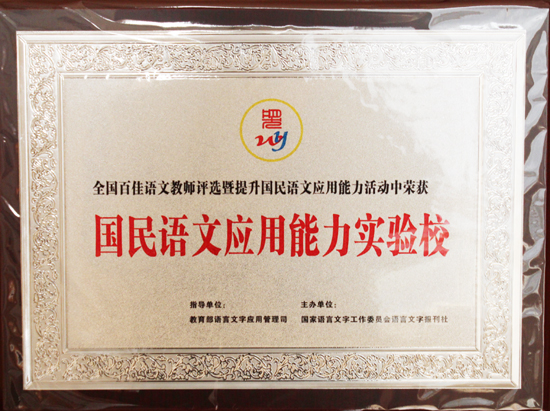 全国百佳语文教师评选暨提升国民语文应用能力活动中荣获
国民语文应用能力实验校
指导单位：
教育部语言文字应用管理司
主办单位：
国家语言文字工作委员会语言文字报刊社